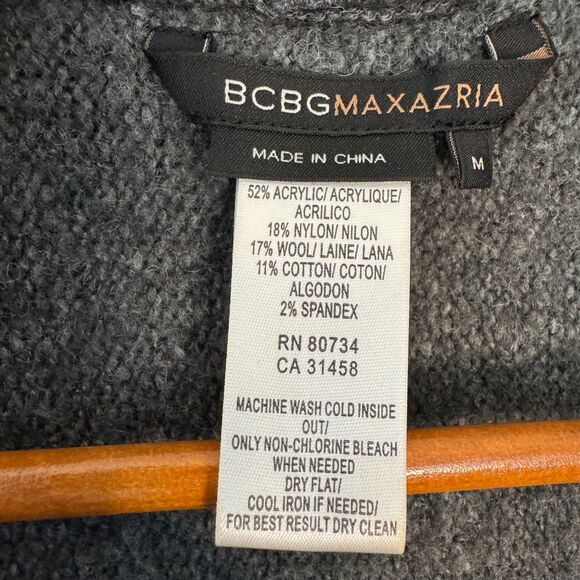 BCBGMAXAZRIA
MADE IN CHINA
M
52% ACRYLIC/ ACRYLIQUE/
ACRILICO
18% NYLON/ NILON
17% WOOL/ LAINE/ LANA
11% COTTON/ COTON/
ALGODON
2% SPANDEX
RN 80734
CA 31458
MACHINE WASH COLD INSIDE
OUT/
ONLY NON-CHLORINE BLEACH
WHEN NEEDED
DRY FLAT/
COOL IRON IF NEEDED/
FOR BEST RESULT DRY CLEAN